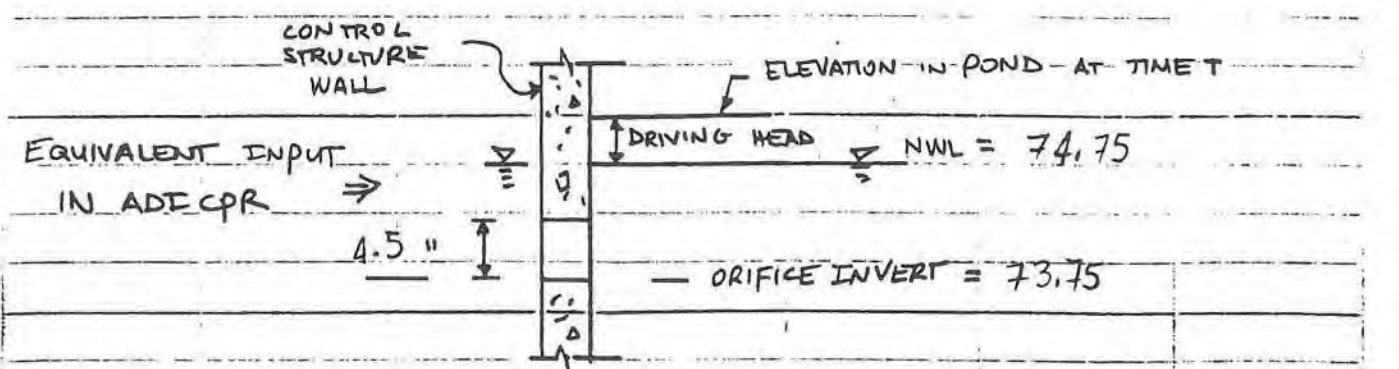 CONTROL
STRUCTURE
WALL
ELEVATION IN POND AT TIME T
DRIVING HEAD
NWL = 74.75
EQUIVALENT INPUT
IN ADICPR ⇒
4.5 "
ORIFICE INVERT = 73.75